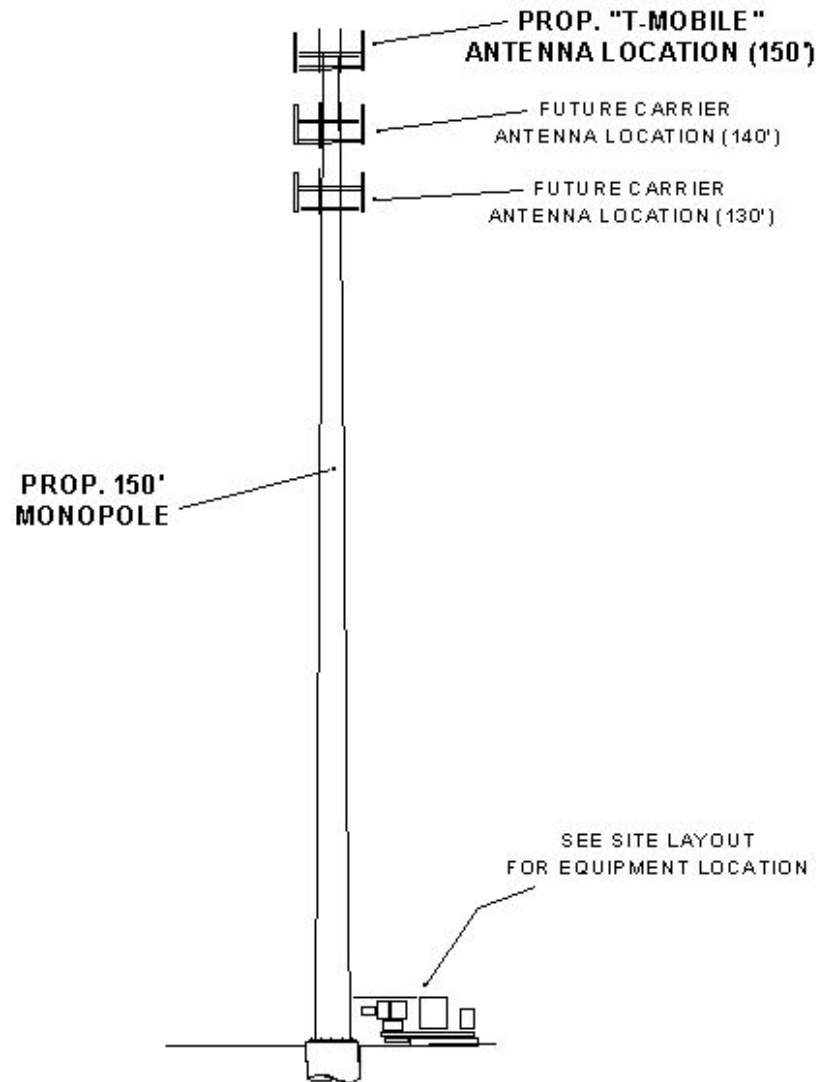 PROP. "T-MOBILE"
ANTENNA LOCATION (150')
FUTURE CARRIER
ANTENNA LOCATION (140')
FUTURE CARRIER
ANTENNA LOCATION (130')
PROP. 150'
MONOPOLE
SEE SITE LAYOUT
FOR EQUIPMENT LOCATION